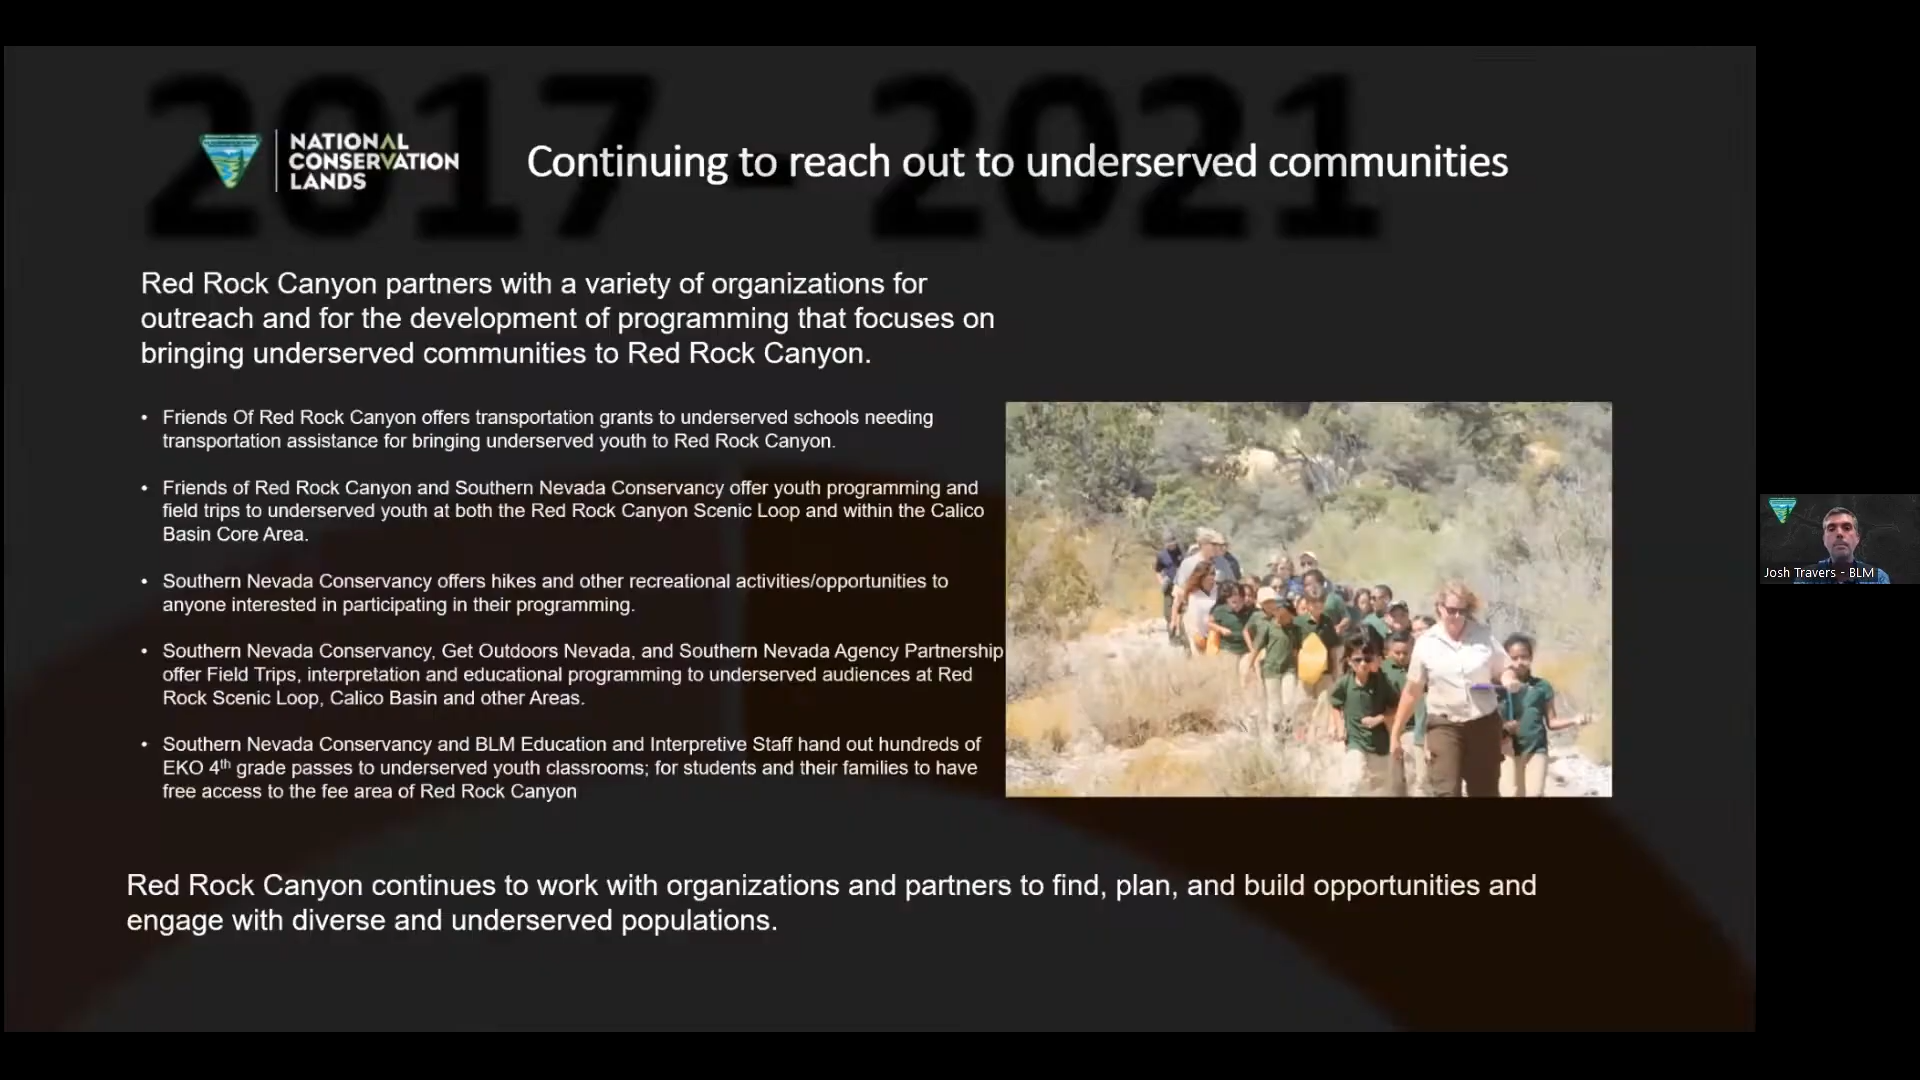 2017 - 2021
NATIONAL
CONSERVATION
LANDS
Continuing to reach out to underserved communities
Red Rock Canyon partners with a variety of organizations for
outreach and for the development of programming that focuses on
bringing underserved communities to Red Rock Canyon.
• Friends Of Red Rock Canyon offers transportation grants to underserved schools needing
transportation assistance for bringing underserved youth to Red Rock Canyon.
• Friends of Red Rock Canyon and Southern Nevada Conservancy offer youth programming and
field trips to underserved youth at both the Red Rock Canyon Scenic Loop and within the Calico
Basin Core Area.
• Southern Nevada Conservancy offers hikes and other recreational activities/opportunities to
anyone interested in participating in their programming.
• Southern Nevada Conservancy, Get Outdoors Nevada, and Southern Nevada Agency Partnership
offer Field Trips, interpretation and educational programming to underserved audiences at Red
Rock Scenic Loop, Calico Basin and other Areas.
• Southern Nevada Conservancy and BLM Education and Interpretive Staff hand out hundreds of
EKO 4th grade passes to underserved youth classrooms; for students and their families to have
free access to the fee area of Red Rock Canyon
Red Rock Canyon continues to work with organizations and partners to find, plan, and build opportunities and
engage with diverse and underserved populations.
Josh Travers - BLM